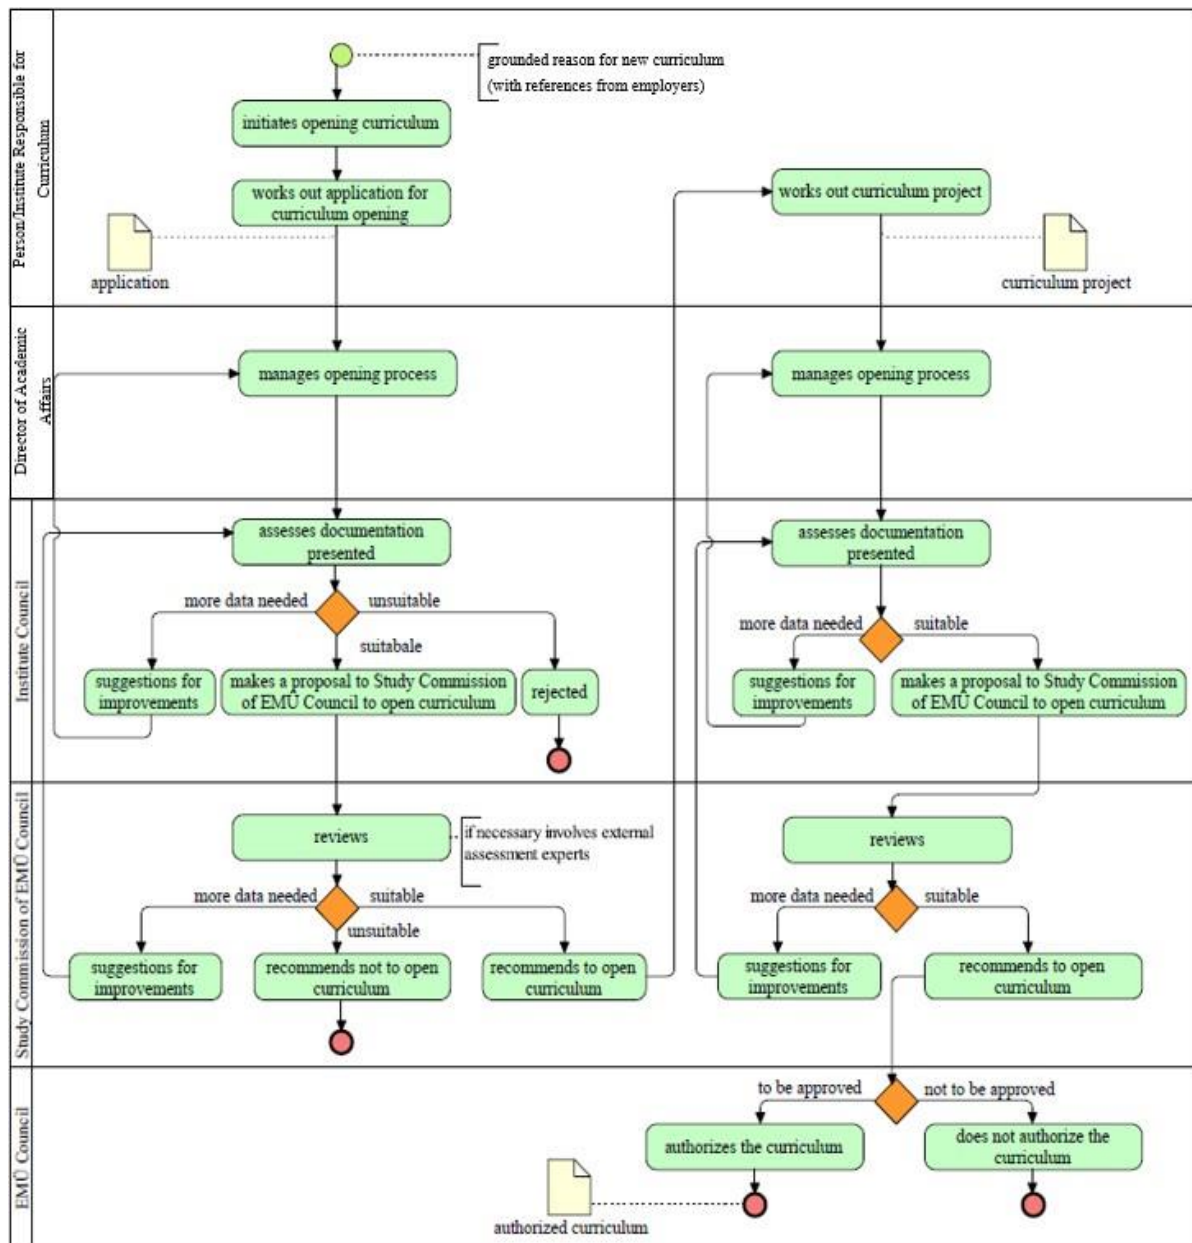 Person/Institute Responsible for
Curriculum
grounded reason for new curriculum
(with references from employers)
initiates opening curriculum
works out application for
curriculum opening
application
works out curriculum project
curriculum project
Director of Academic
Affairs
manages opening process
manages opening process
Institute Council
assesses documentation
presented
more data needed
unsuitable
suitabale
suggestions for
improvements
makes a proposal to Study Commission
of EMÜ Council to open curriculum
rejected
assesses documentation
presented
more data needed
suitable
suggestions for
improvements
makes a proposal to Study Commission
of EMÜ Council to open curriculum
Study Commission of EMÜ Council
reviews
if necessary involves external
assessment experts
more data needed
suitable
unsuitable
suggestions for
improvements
recommends not to open
curriculum
recommends to open
curriculum
reviews
more data needed
suitable
suggestions for
improvements
recommends to open
curriculum
EMÜ Council
to be approved
not to be approved
authorizes the curriculum
does not authorize the
curriculum
authorized curriculum